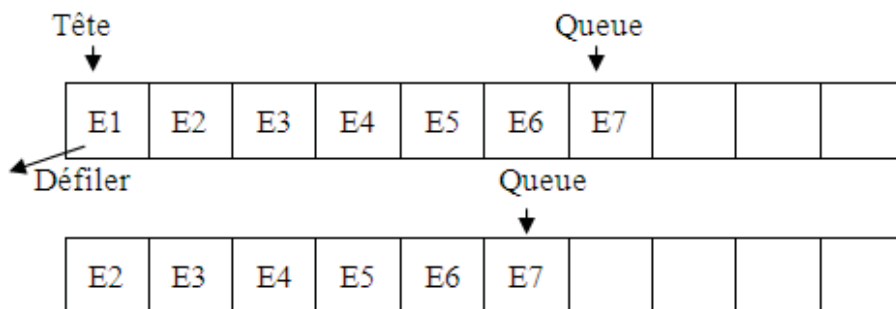 Tête Queue
E1 E2 E3 E4 E5 E6 E7
Défiler Queue
E2 E3 E4 E5 E6 E7